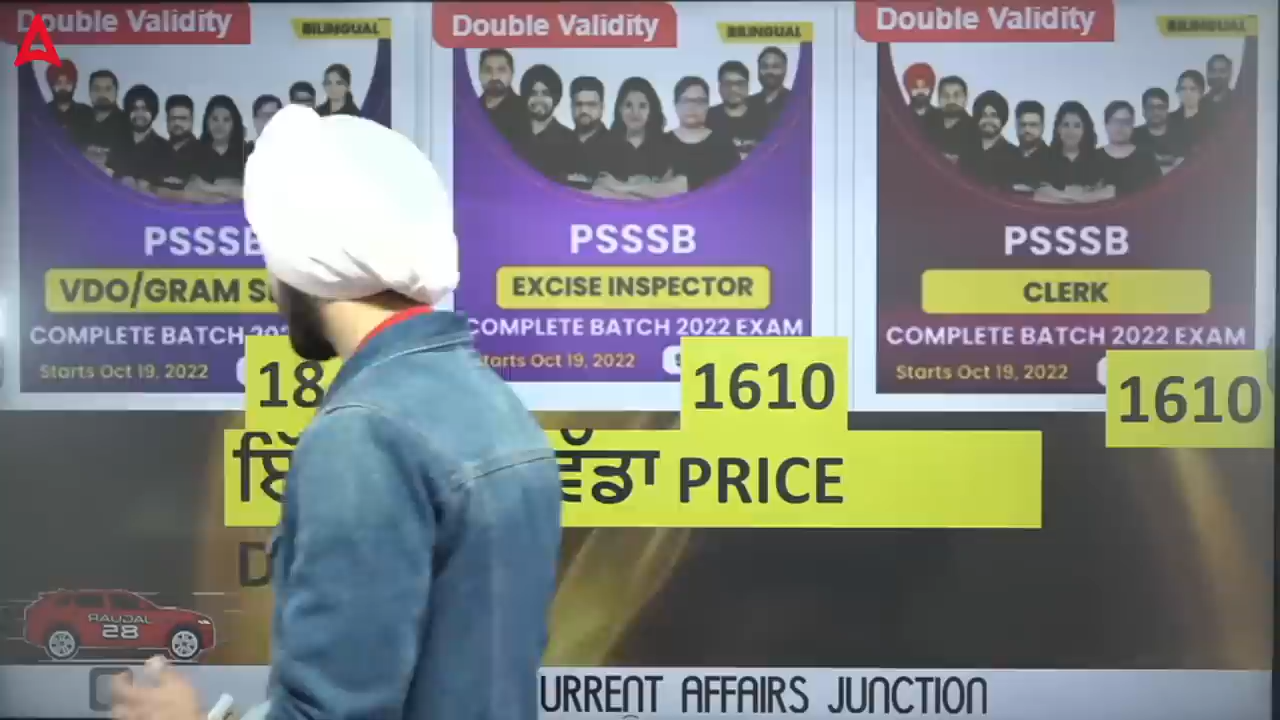 Double Validity
BILINGUAL
PSSSB
VDO/GRAM
COMPLETE BATCH
Starts Oct 19, 2022
18
Double Validity
BILINGUAL
PSSSB
EXCISE INSPECTOR
COMPLETE BATCH 2022 EXAM
Starts Oct 19, 2022
1610
Double Validity
BILINGUAL
PSSSB
CLERK
COMPLETE BATCH 2022 EXAM
Starts Oct 19, 2022
1610
ਵੱਡਾ PRICE
28
URRENT AFFAIRS JUNCTION